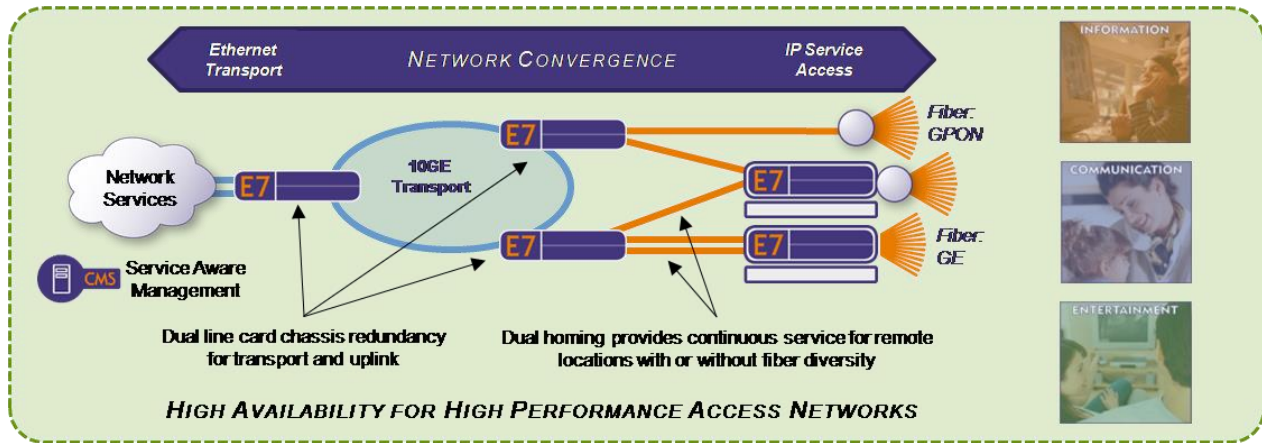 Ethernet
Transport
NETWORK CONVERGENCE
IP Service
Access
INFORMATION
Fiber:
GPON
E7
10GE
Transport
Network
Services
E7
E7
COMMUNICATION
E7
E7
Fiber:
GE
CMS
Service Aware
Management
Dual line card chassis redundancy
for transport and uplink
Dual homing provides continuous service for remote
locations with or without fiber diversity
ENTERTAINMENT
HIGH AVAILABILITY FOR HIGH PERFORMANCE ACCESS NETWORKS